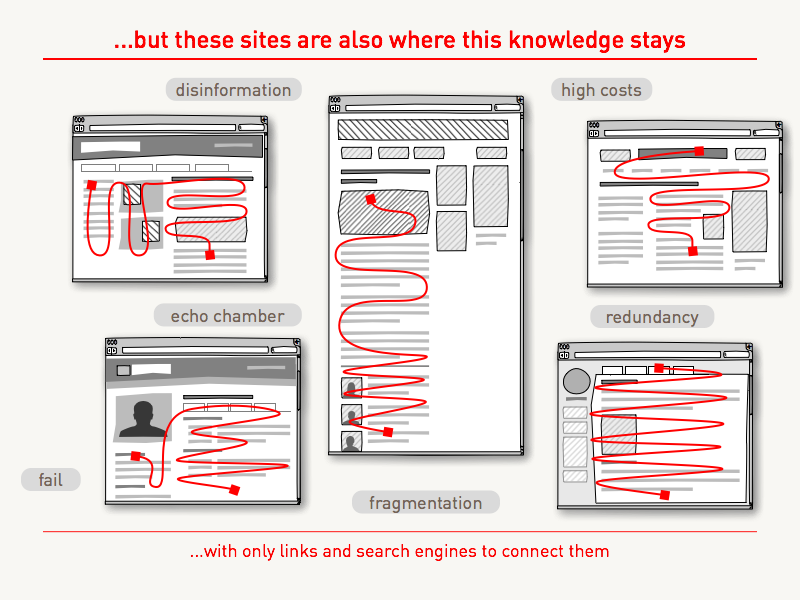 ...but these sites are also where this knowledge stays
disinformation
high costs
echo chamber
redundancy
fail
fragmentation
...with only links and search engines to connect them